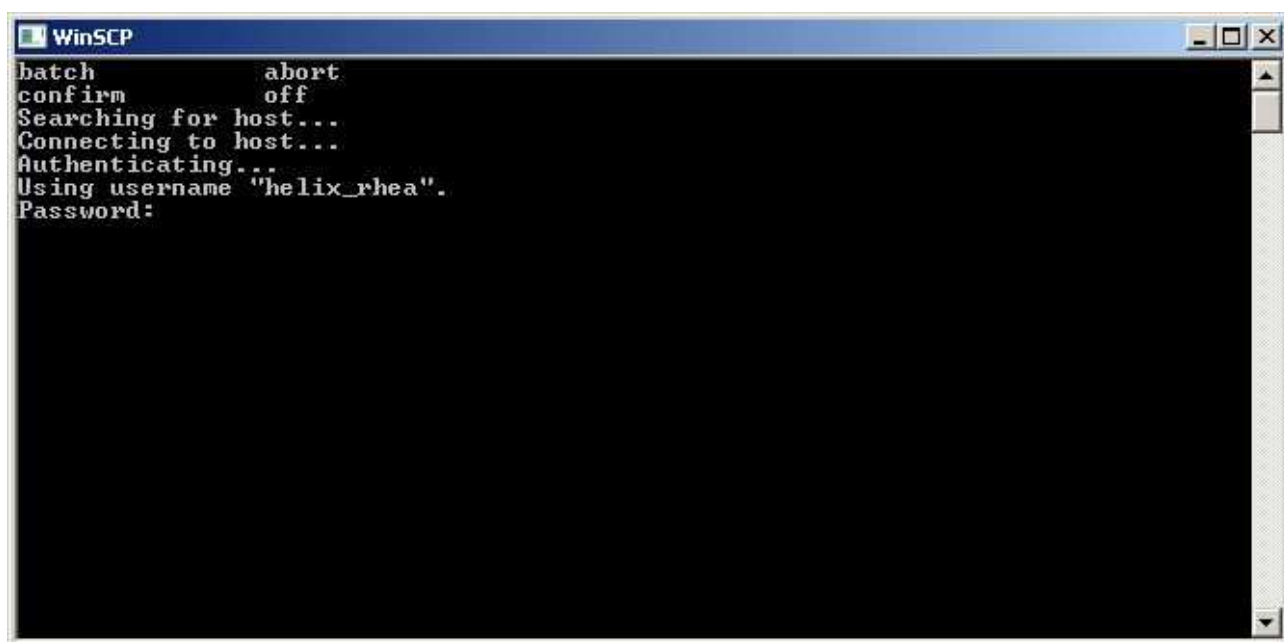 WinSCP
batch abort
confirm off
Searching for host...
Connecting to host...
Authenticating...
Using username "helix_rhea".
Password: